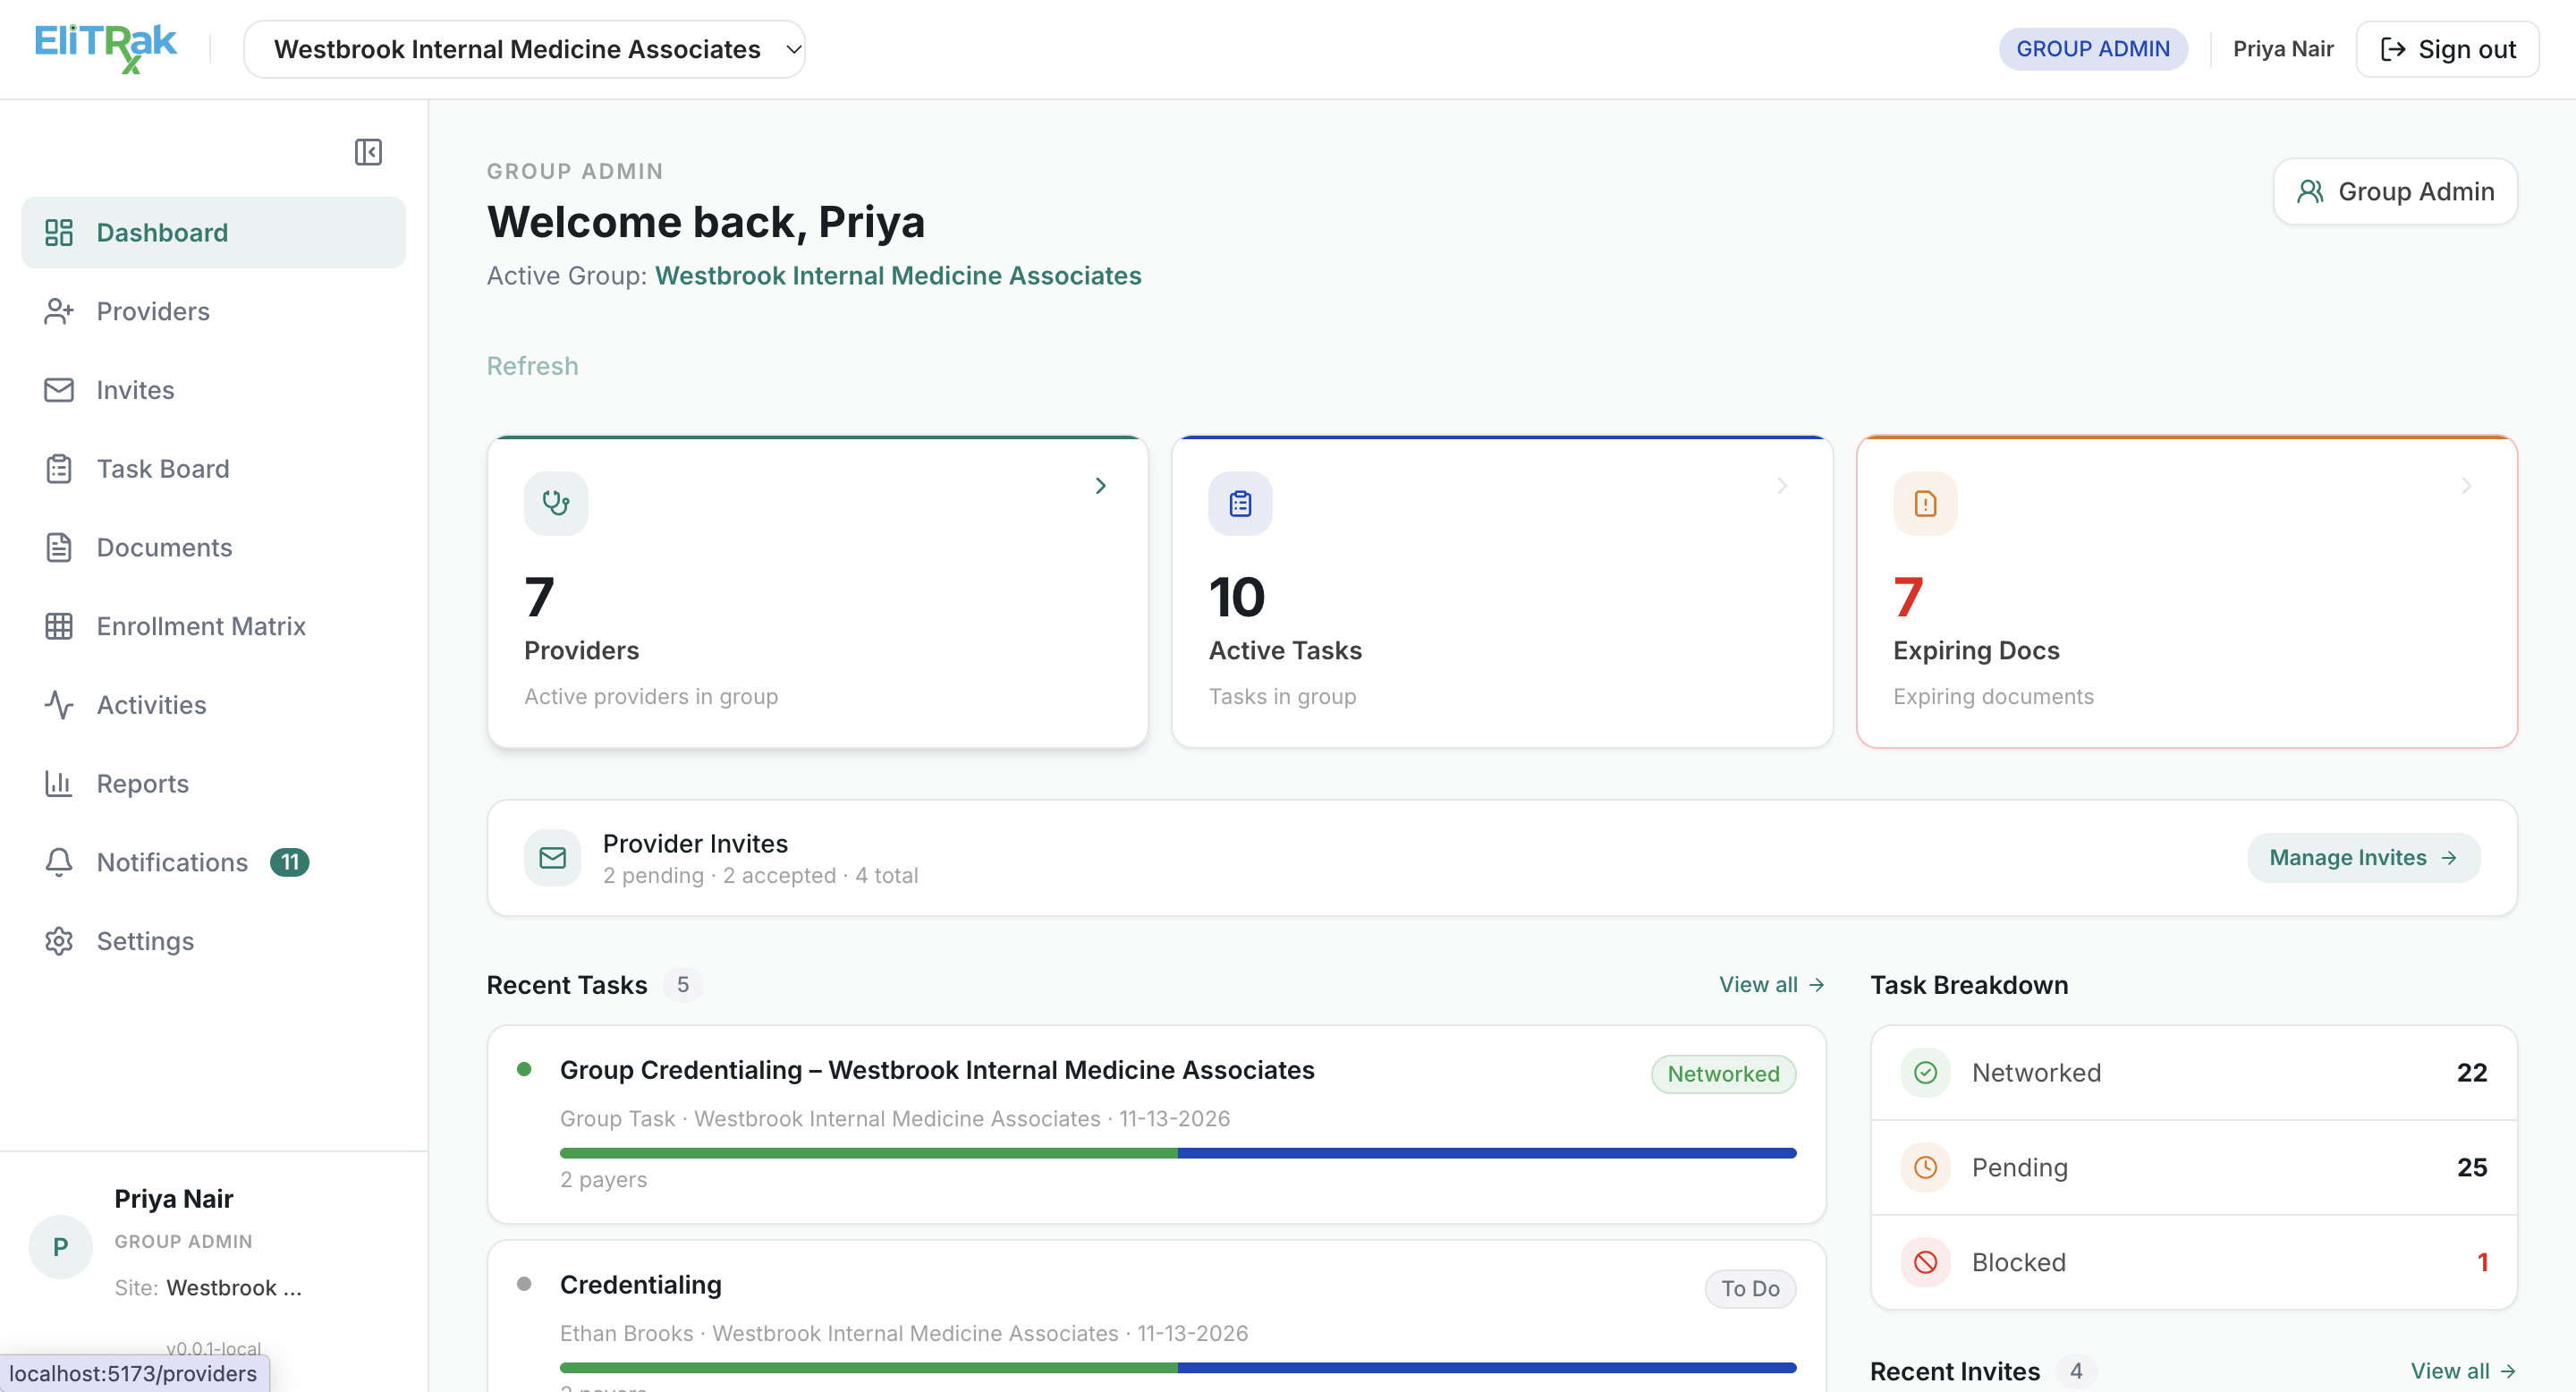 EliTRak
x
Westbrook Internal Medicine Associates
GROUP ADMIN
Priya Nair
Sign out
Dashboard
Providers
Invites
Task Board
Documents
Enrollment Matrix
Activities
Reports
Notifications 11
Settings
Priya Nair
P
GROUP ADMIN
Site: Westbrook ...
v0.0.1-local
localhost:5173/providers
GROUP ADMIN
Welcome back, Priya
Active Group: Westbrook Internal Medicine Associates
Group Admin
Refresh
7
Providers
Active providers in group
10
Active Tasks
Tasks in group
7
Expiring Docs
Expiring documents
Provider Invites
2 pending · 2 accepted · 4 total
Manage Invites →
Recent Tasks 5
View all →
Group Credentialing – Westbrook Internal Medicine Associates
Networked
Group Task · Westbrook Internal Medicine Associates · 11-13-2026
2 payers
Credentialing
To Do
Ethan Brooks · Westbrook Internal Medicine Associates · 11-13-2026
Task Breakdown
Networked 22
Pending 25
Blocked 1
Recent Invites 4
View all →